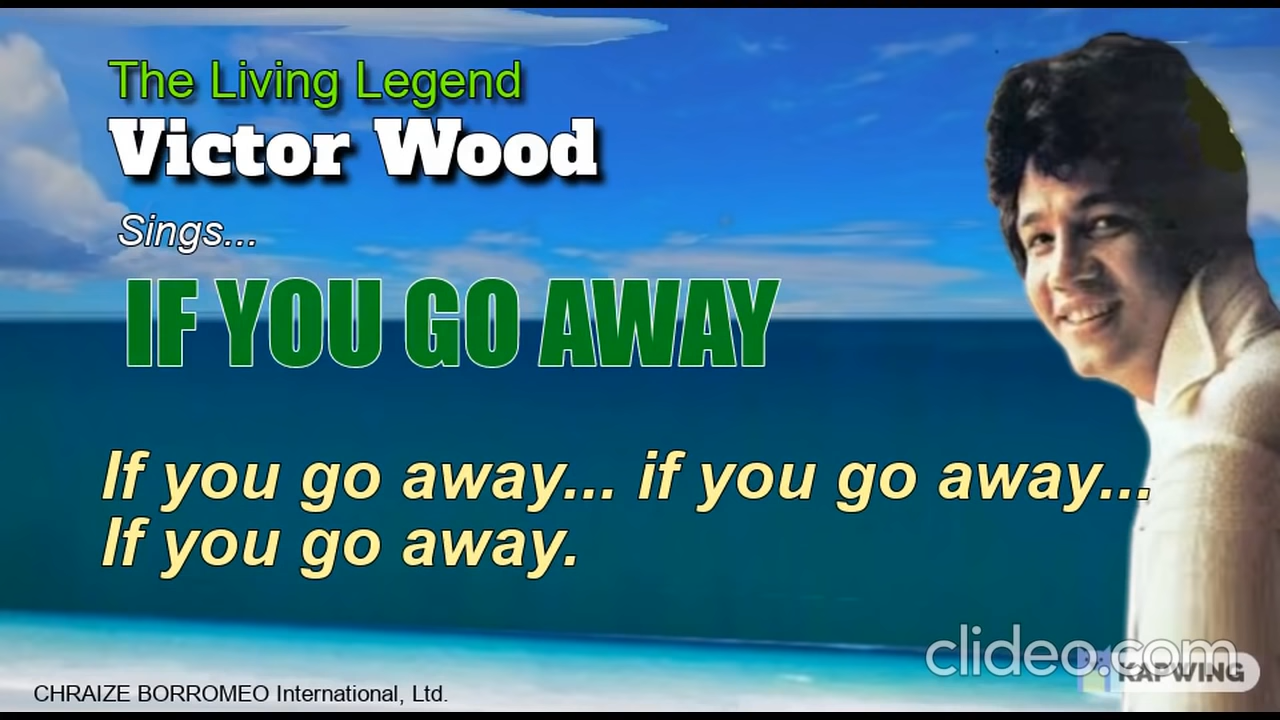 The Living Legend
Victor Wood
Sings...
IF YOU GO AWAY
If you go away... if you go away...
If you go away.
clideo.com
KAPWING
CHRAIZE BORROMEO International, Ltd.